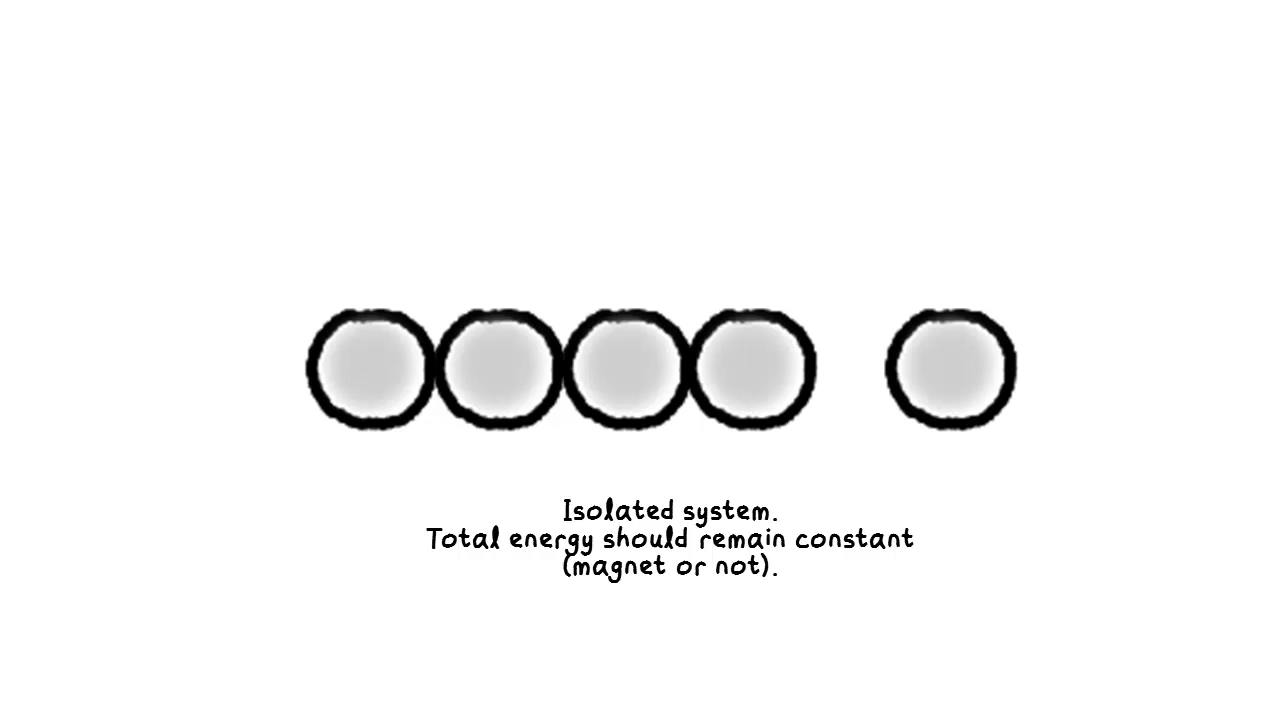 Isolated system.
Total energy should remain constant
(magnet or not).